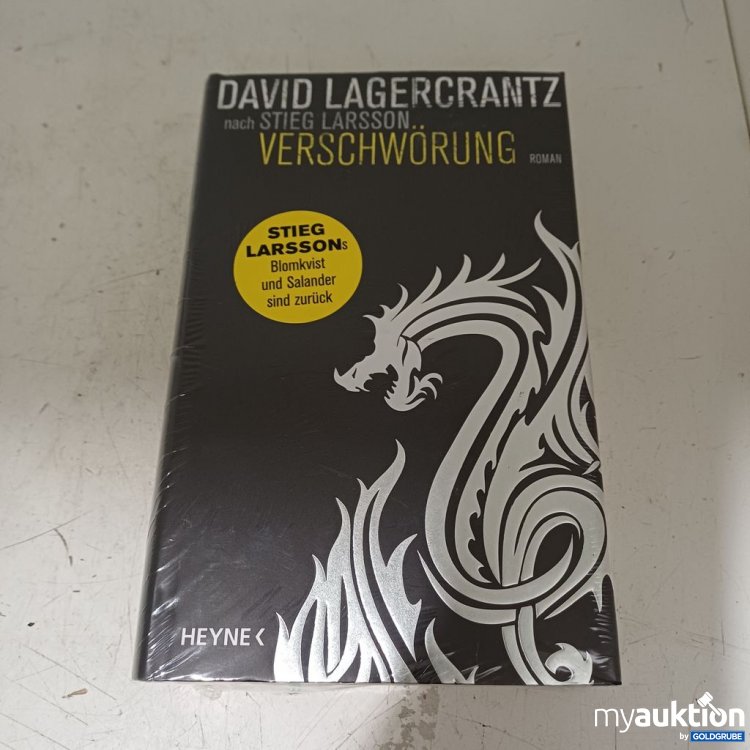 DAVID LAGERCRANTZ
nach STIEG LARSSON
VERSCHWÖRUNG ROMAN
STIEG
LARSSONs
Blomkvist
und Salander
sind zurück
HEYNE<
myauktion
by GOLDGRUBE